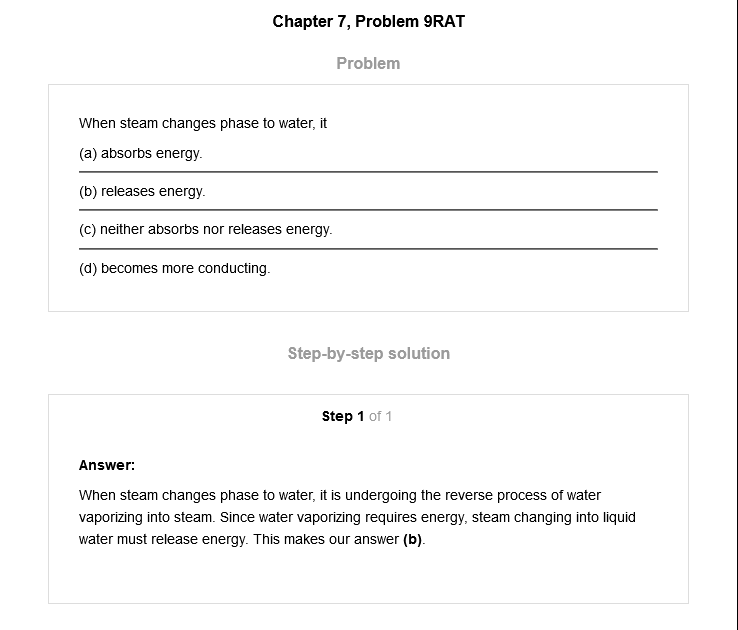 Chapter 7, Problem 9RAT
Problem
When steam changes phase to water, it
(a) absorbs energy.
(b) releases energy.
(c) neither absorbs nor releases energy.
(d) becomes more conducting.
Step-by-step solution
Step 1 of 1
Answer:
When steam changes phase to water, it is undergoing the reverse process of water
vaporizing into steam. Since water vaporizing requires energy, steam changing into liquid
water must release energy. This makes our answer (b).